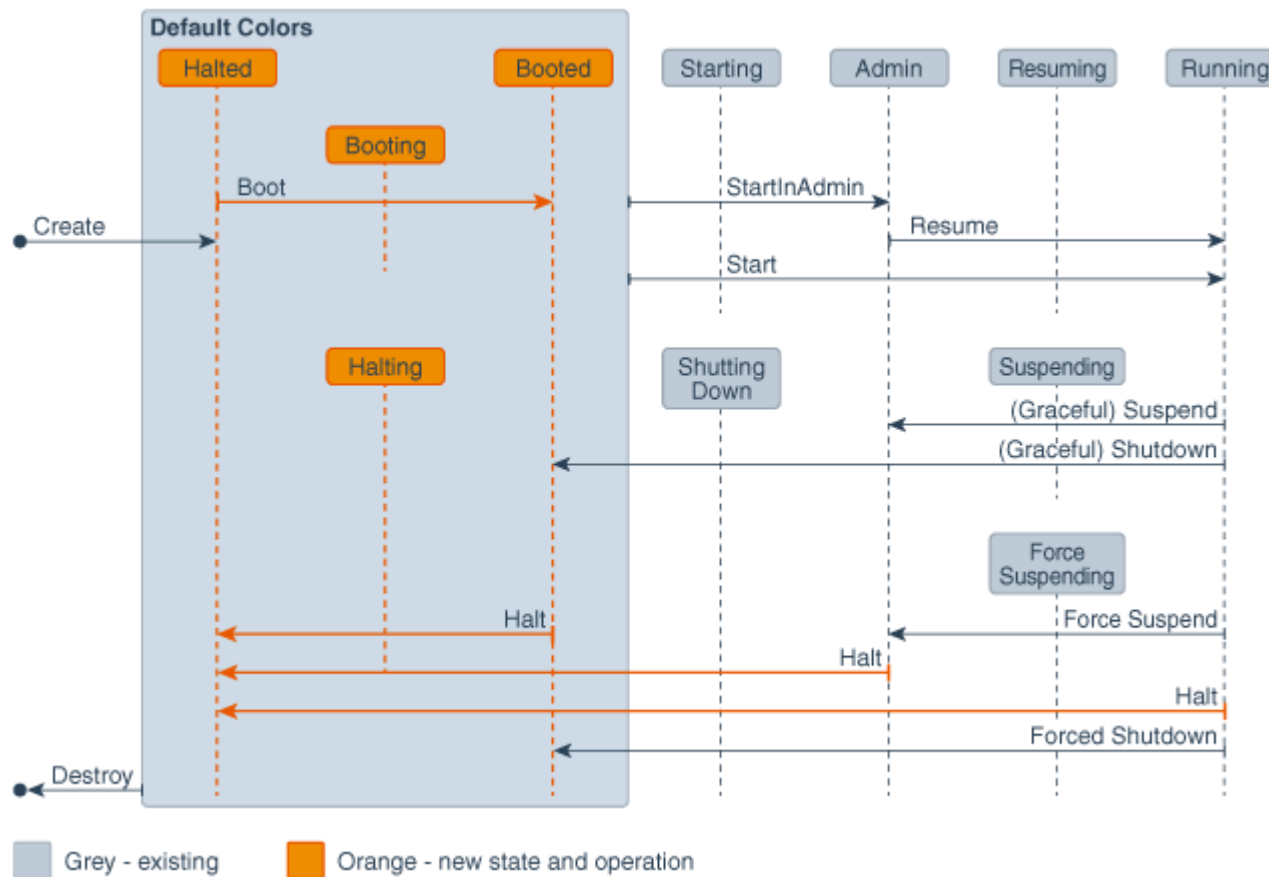 Default Colors
Halted
Booted
Starting
Admin
Resuming
Running
Booting
Boot
StartInAdmin
Create
Resume
Start
Halting
Shutting
Down
Suspending
(Graceful) Suspend
(Graceful) Shutdown
Force
Suspending
Halt
Force Suspend
Halt
Halt
Forced Shutdown
Destroy
Grey - existing
Orange - new state and operation